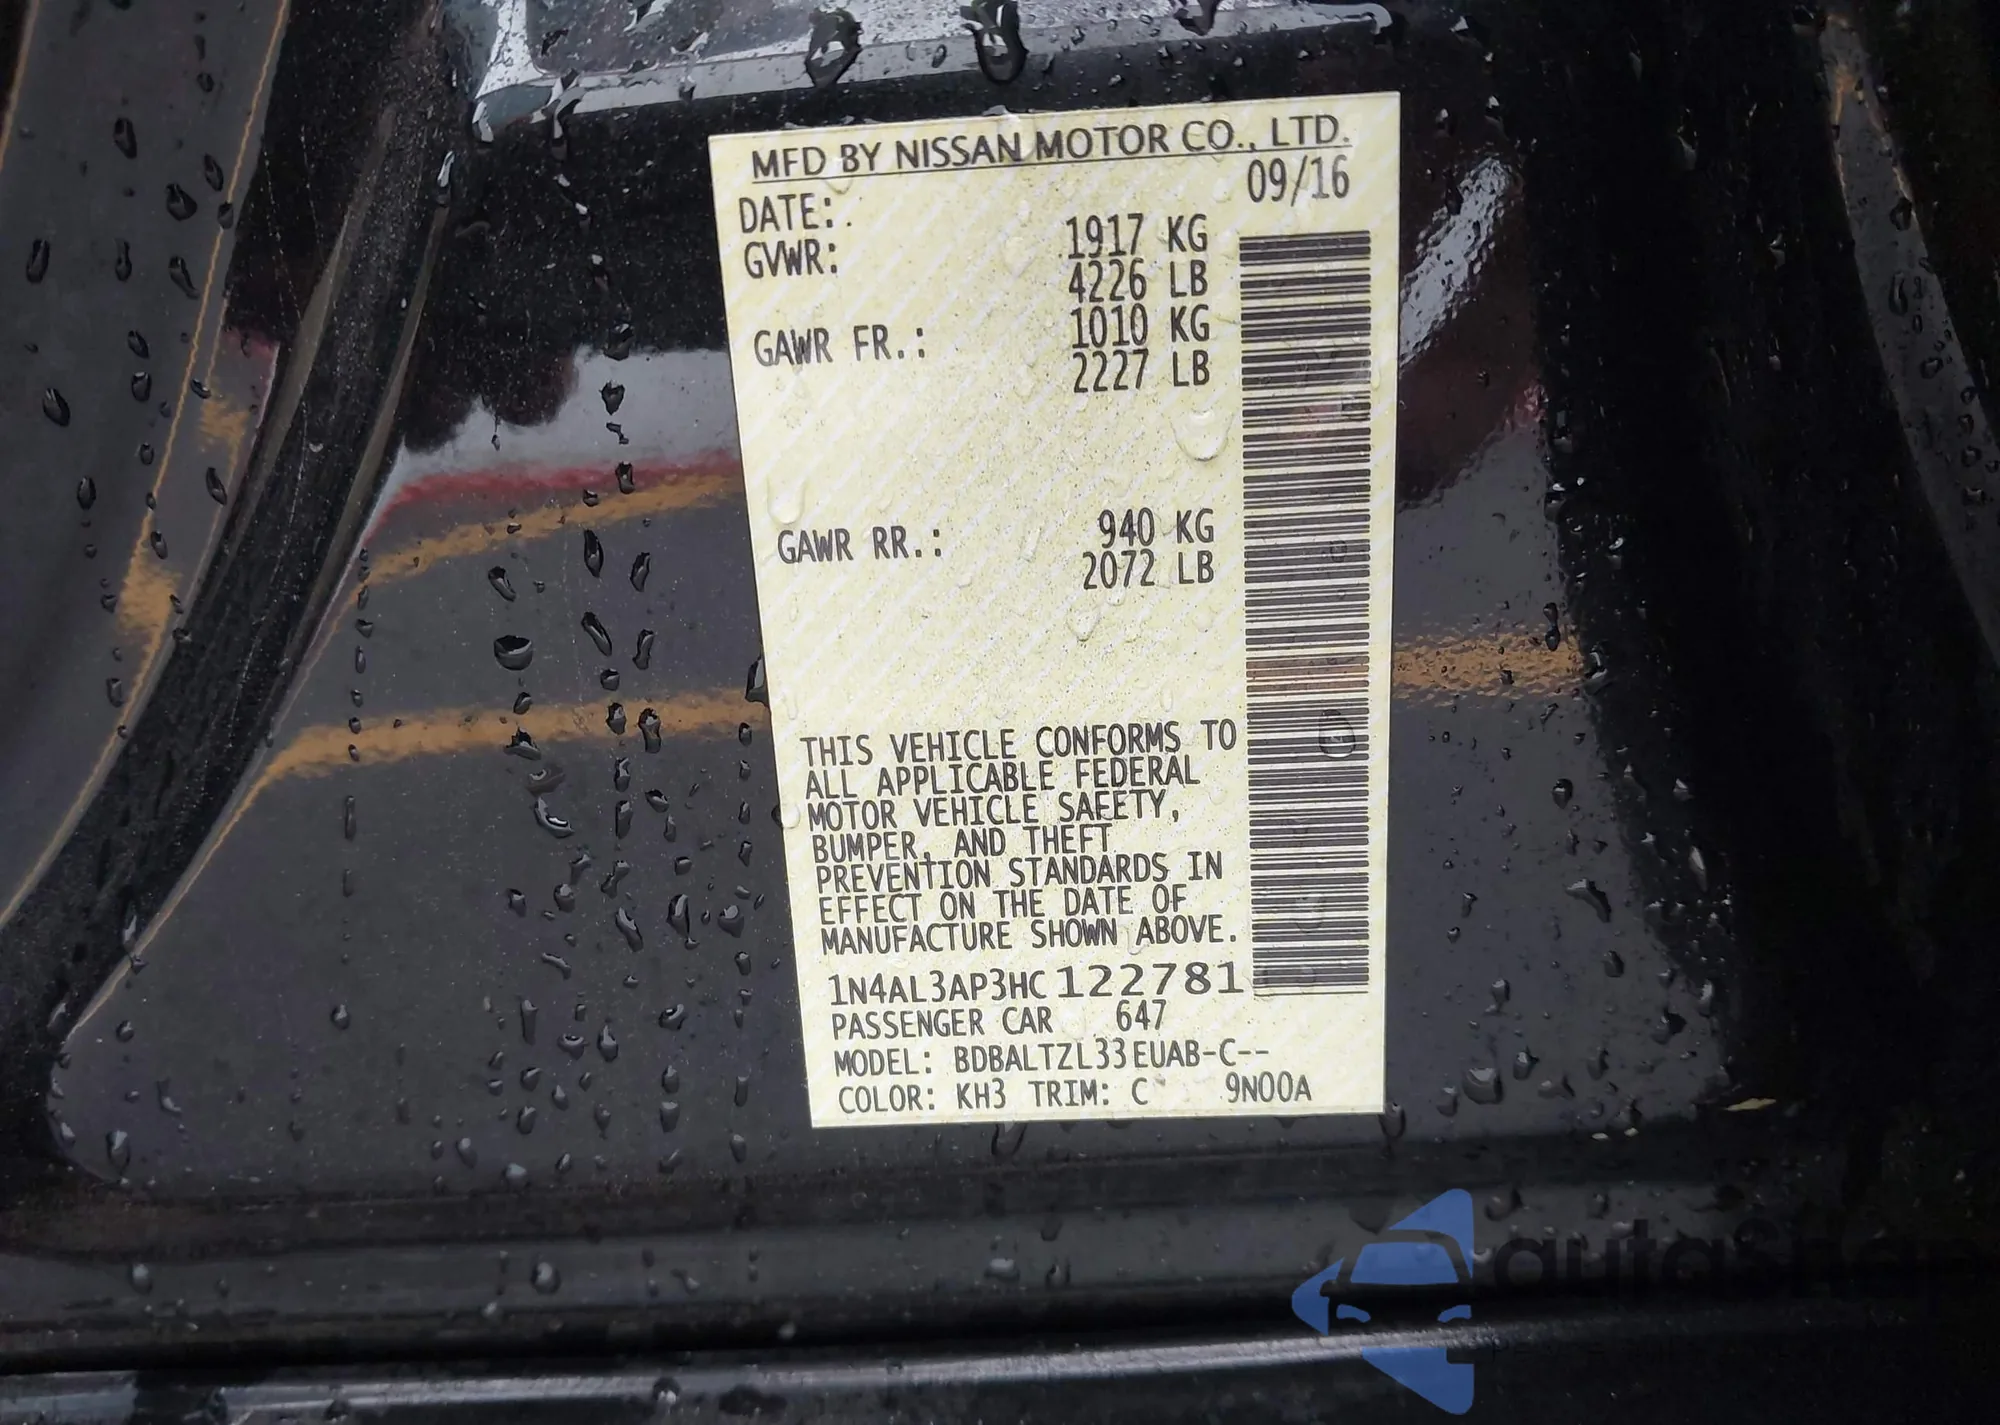 MFD BY NISSAN MOTOR CO., LTD.
DATE: 09/16
GVWR: 1917 KG
4226 LB
GAWR FR.: 1010 KG
2227 LB
GAWR RR.: 940 KG
2072 LB
THIS VEHICLE CONFORMS TO
ALL APPLICABLE FEDERAL
MOTOR VEHICLE SAFETY,
BUMPER, AND THEFT
PREVENTION STANDARDS IN
EFFECT ON THE DATE OF
MANUFACTURE SHOWN ABOVE.
1N4AL3AP3HC122781
PASSENGER CAR 647
MODEL: BDBALTZL33EUAB-C--
COLOR: KH3 TRIM: C 9N00A